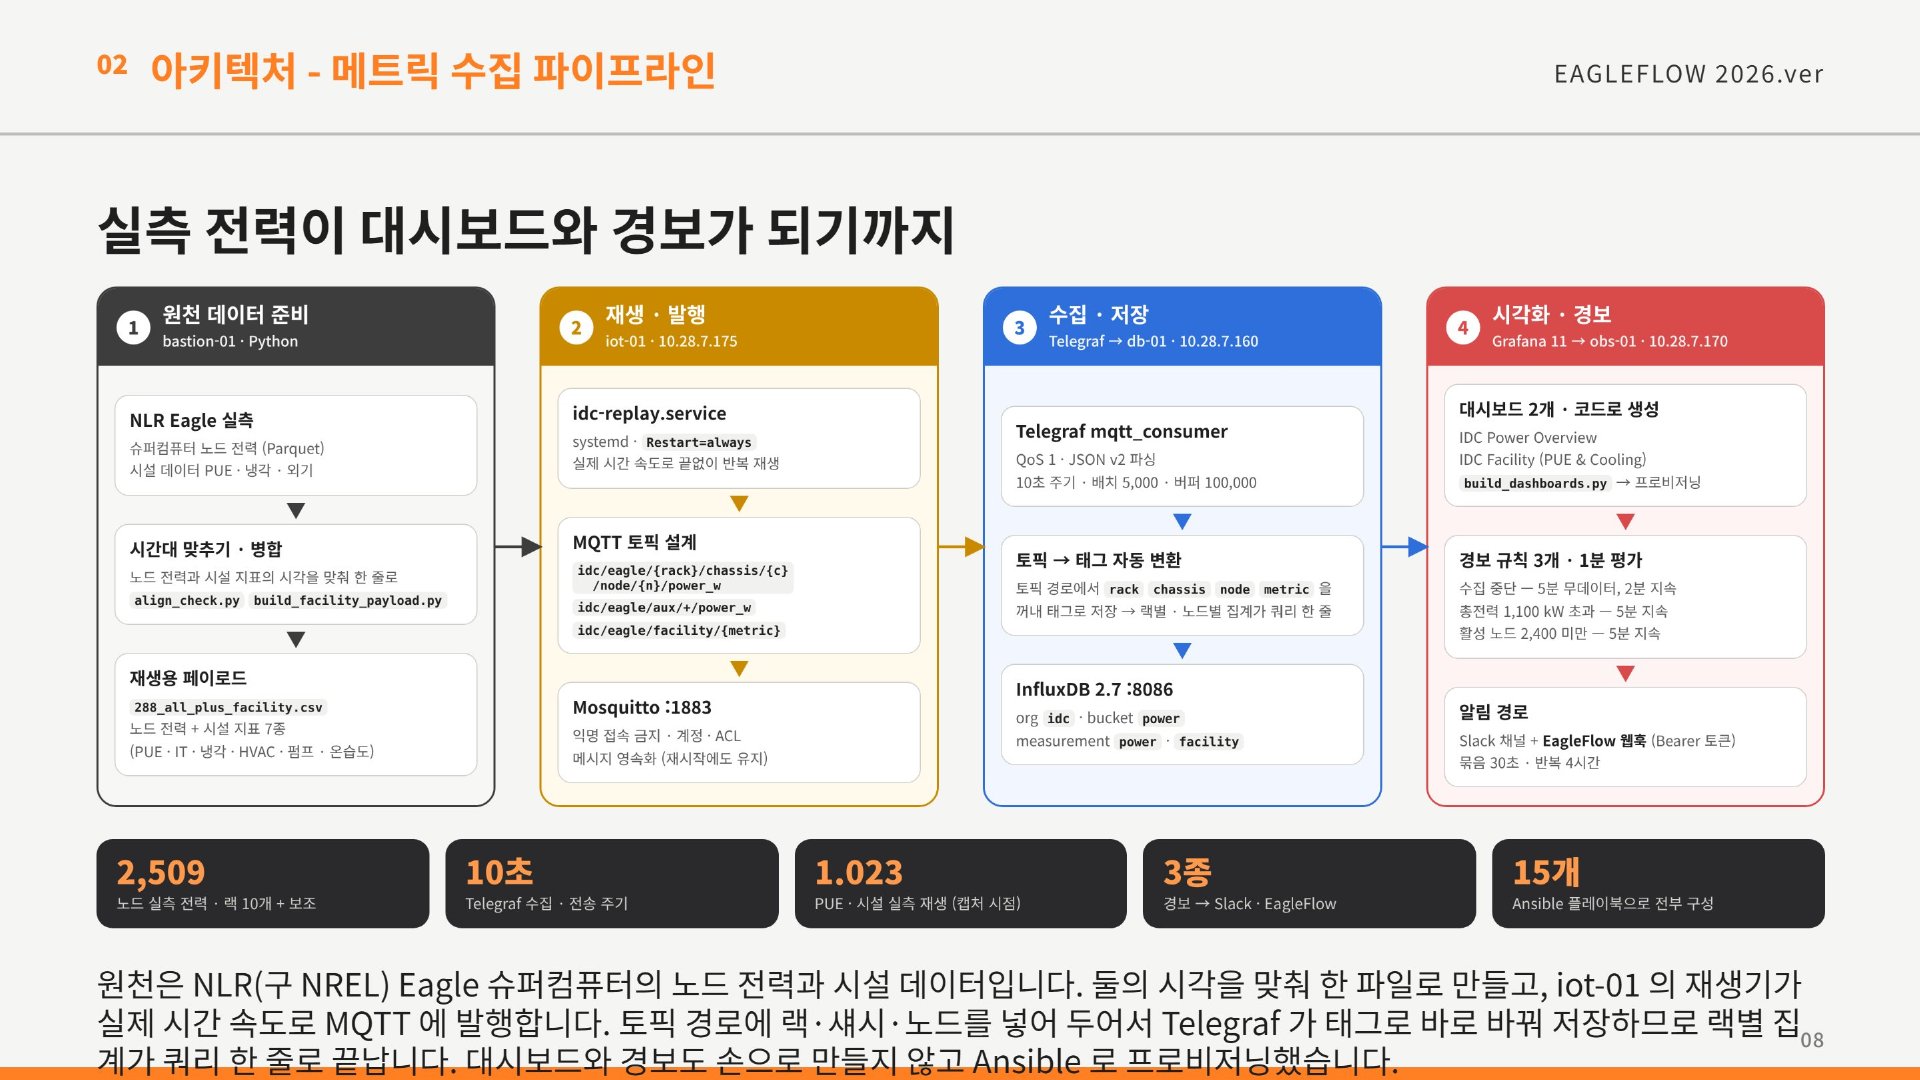 02 아키텍처 - 메트릭 수집 파이프라인
EAGLEFLOW 2026.ver
실측 전력이 대시보드와 경보가 되기까지
1 원천 데이터 준비
bastion-01 · Python
NLR Eagle 실측
슈퍼컴퓨터 노드 전력 (Parquet)
시설 데이터 PUE · 냉각 · 외기
시간대 맞추기 · 병합
노드 전력과 시설 지표의 시각을 맞춰 한 줄로
align_check.py build_facility_payload.py
재생용 페이로드
288_all_plus_facility.csv
노드 전력 + 시설 지표 7종
(PUE · IT · 냉각 · HVAC · 펌프 · 온습도)
2 재생 · 발행
iot-01 · 10.28.7.175
idc-replay.service
systemd · Restart=always
실제 시간 속도로 끝없이 반복 재생
MQTT 토픽 설계
idc/eagle/{rack}/chassis/{c}
/node/{n}/power_w
idc/eagle/aux/+/power_w
idc/eagle/facility/{metric}
Mosquitto :1883
익명 접속 금지 · 계정 · ACL
메시지 영속화 (재시작에도 유지)
3 수집 · 저장
Telegraf → db-01 · 10.28.7.160
Telegraf mqtt_consumer
QoS 1 · JSON v2 파싱
10초 주기 · 배치 5,000 · 버퍼 100,000
토픽 → 태그 자동 변환
토픽 경로에서 rack chassis node metric 을
꺼내 태그로 저장 → 랙별 · 노드별 집계가 쿼리 한 줄
InfluxDB 2.7 :8086
org idc · bucket power
measurement power · facility
4 시각화 · 경보
Grafana 11 → obs-01 · 10.28.7.170
대시보드 2개 · 코드로 생성
IDC Power Overview
IDC Facility (PUE & Cooling)
build_dashboards.py → 프로비저닝
경보 규칙 3개 · 1분 평가
수집 중단 — 5분 무데이터, 2분 지속
총전력 1,100 kW 초과 — 5분 지속
활성 노드 2,400 미만 — 5분 지속
알림 경로
Slack 채널 + EagleFlow 웹훅 (Bearer 토큰)
묶음 30초 · 반복 4시간
2,509
노드 실측 전력 · 랙 10개 + 보조
10초
Telegraf 수집 · 전송 주기
1.023
PUE · 시설 실측 재생 (캡처 시점)
3종
경보 → Slack · EagleFlow
15개
Ansible 플레이북으로 전부 구성
원천은 NLR(구 NREL) Eagle 슈퍼컴퓨터의 노드 전력과 시설 데이터입니다. 둘의 시각을 맞춰 한 파일로 만들고, iot-01 의 재생기가
실제 시간 속도로 MQTT 에 발행합니다. 토픽 경로에 랙·섀시·노드를 넣어 두어서 Telegraf 가 태그로 바로 바꿔 저장하므로 랙별 집
계가 쿼리 한 줄로 끝납니다. 대시보드와 경보도 손으로 만들지 않고 Ansible 로 프로비저닝했습니다.
08